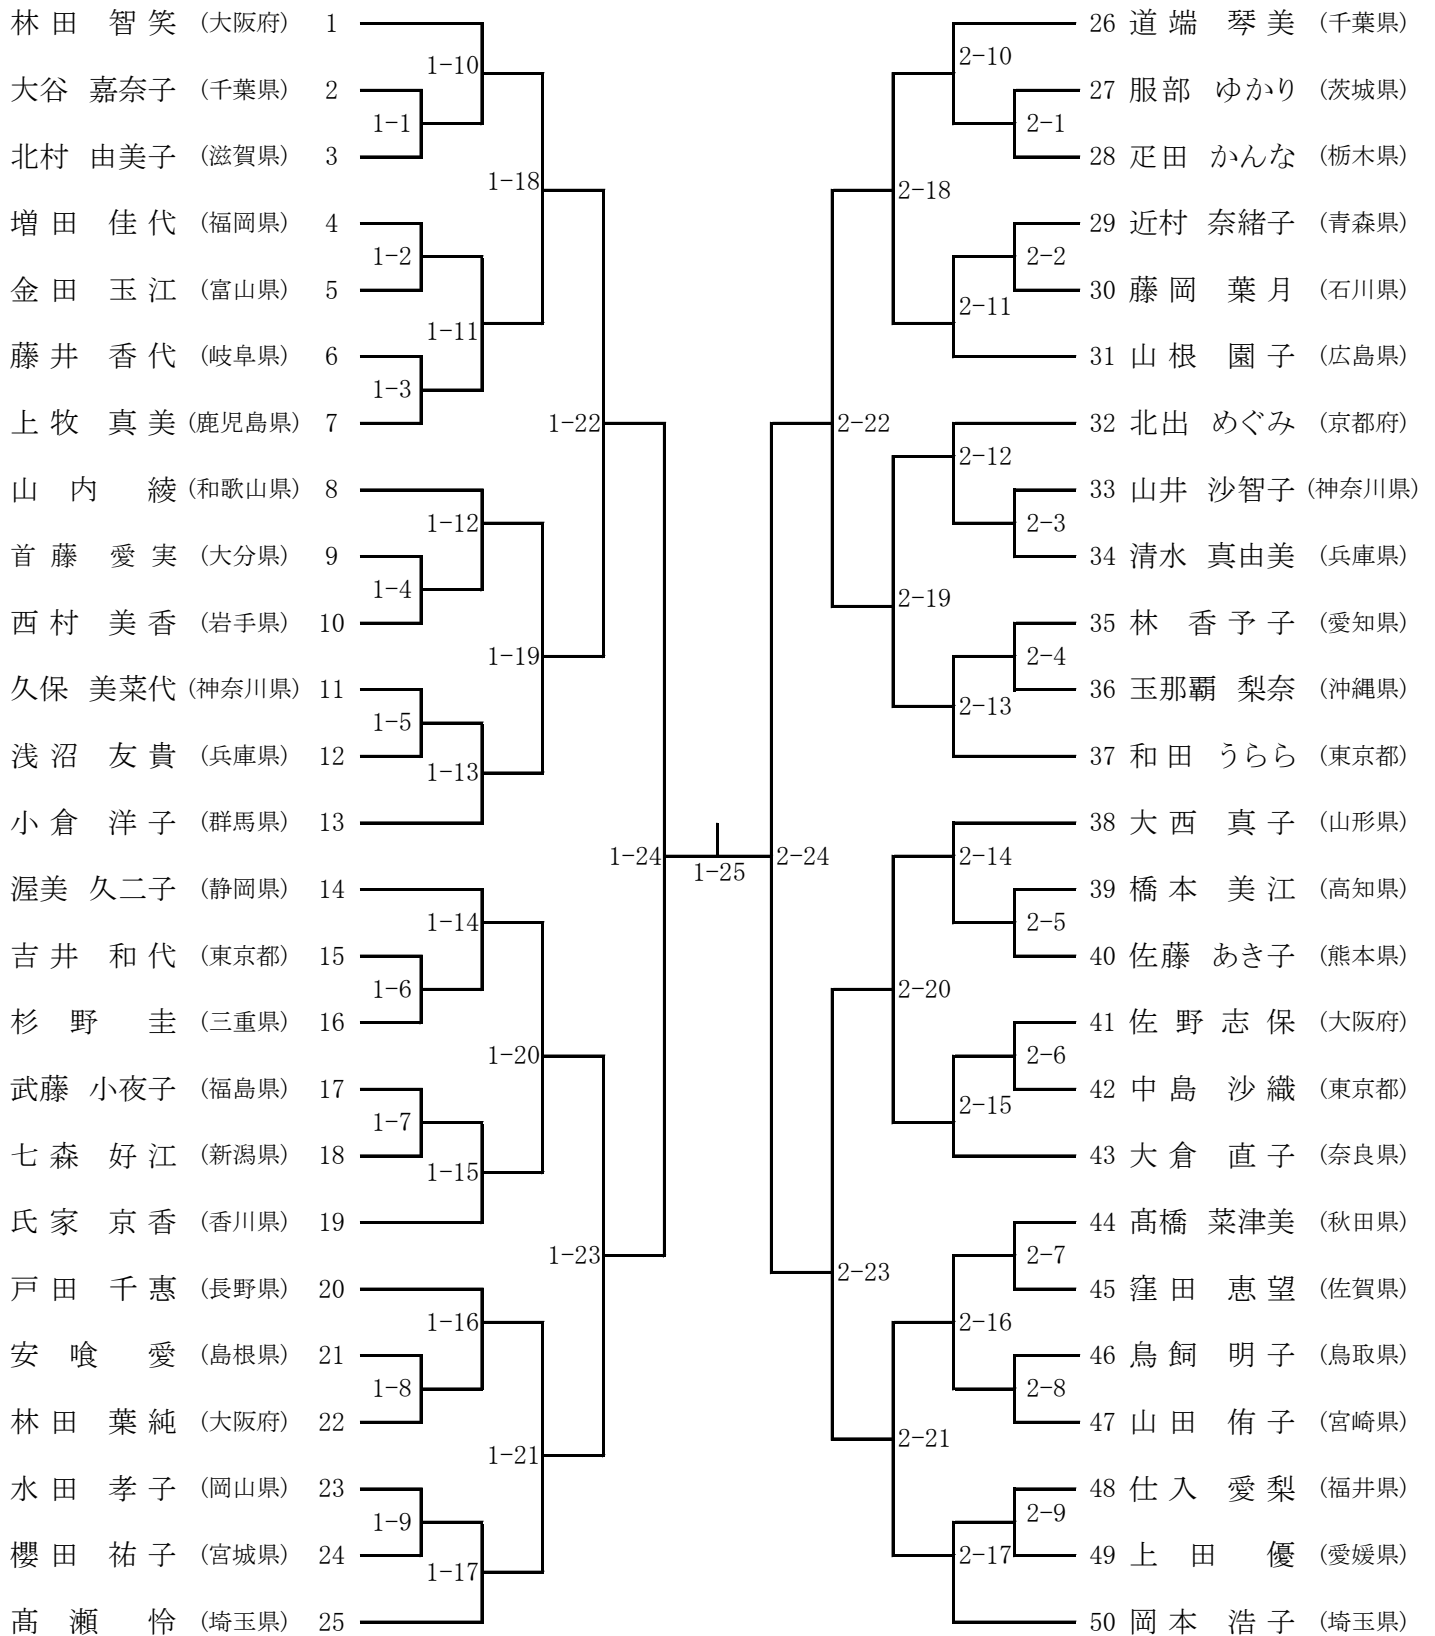 林田 智笑 (大阪府) 1
大谷 嘉奈子 (千葉県) 2
北村 由美子 (滋賀県) 3
増田 佳代 (福岡県) 4
金田 玉江 (富山県) 5
藤井 香代 (岐阜県) 6
上牧 真美 (鹿児島県) 7
山内 綾 (和歌山県) 8
首藤 愛実 (大分県) 9
西村 美香 (岩手県) 10
久保 美菜代 (神奈川県) 11
浅沼 友貴 (兵庫県) 12
小倉 洋子 (群馬県) 13
渥美 久二子 (静岡県) 14
吉井 和代 (東京都) 15
杉野 圭 (三重県) 16
武藤 小夜子 (福島県) 17
七森 好江 (新潟県) 18
氏家 京香 (香川県) 19
戸田 千惠 (長野県) 20
安喰 愛 (島根県) 21
林田 葉純 (大阪府) 22
水田 孝子 (岡山県) 23
櫻田 祐子 (宮城県) 24
髙瀬 怜 (埼玉県) 25
1-1
1-2
1-3
1-4
1-5
1-6
1-7
1-8
1-9
1-10
1-11
1-12
1-13
1-14
1-15
1-16
1-17
1-18
1-19
1-20
1-21
1-22
1-23
1-24
1-25
2-24
2-22
2-23
2-18
2-19
2-20
2-21
2-10
2-11
2-12
2-13
2-14
2-15
2-16
2-17
2-1
2-2
2-3
2-4
2-5
2-6
2-7
2-8
2-9
26 道端 琴美 (千葉県)
27 服部 ゆかり (茨城県)
28 疋田 かんな (栃木県)
29 近村 奈緒子 (青森県)
30 藤岡 葉月 (石川県)
31 山根 園子 (広島県)
32 北出 めぐみ (京都府)
33 山井 沙智子 (神奈川県)
34 清水 真由美 (兵庫県)
35 林 香予子 (愛知県)
36 玉那覇 梨奈 (沖縄県)
37 和田 うらら (東京都)
38 大西 真子 (山形県)
39 橋本 美江 (高知県)
40 佐藤 あき子 (熊本県)
41 佐野志保 (大阪府)
42 中島 沙織 (東京都)
43 大倉 直子 (奈良県)
44 髙橋 菜津美 (秋田県)
45 窪田 恵望 (佐賀県)
46 鳥飼 明子 (鳥取県)
47 山田 侑子 (宮崎県)
48 仕入 愛梨 (福井県)
49 上田 優 (愛媛県)
50 岡本 浩子 (埼玉県)